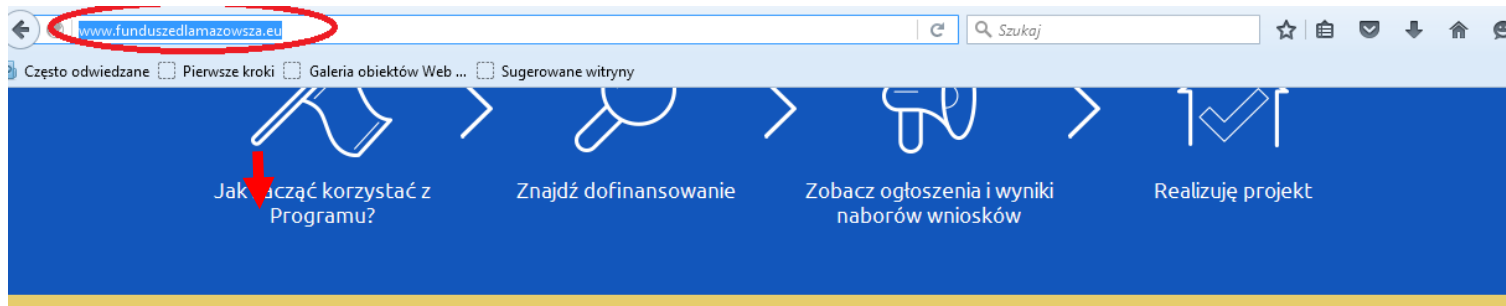 www.funduszedlamazowsza.eu
Szukaj
Często odwiedzane Pierwsze kroki Galeria obiektów Web ... Sugerowane witryny
Jak zacząć korzystać z
Programu?
Znajdź dofinansowanie
Zobacz ogłoszenia i wyniki
naborów wniosków
Realizuję projekt